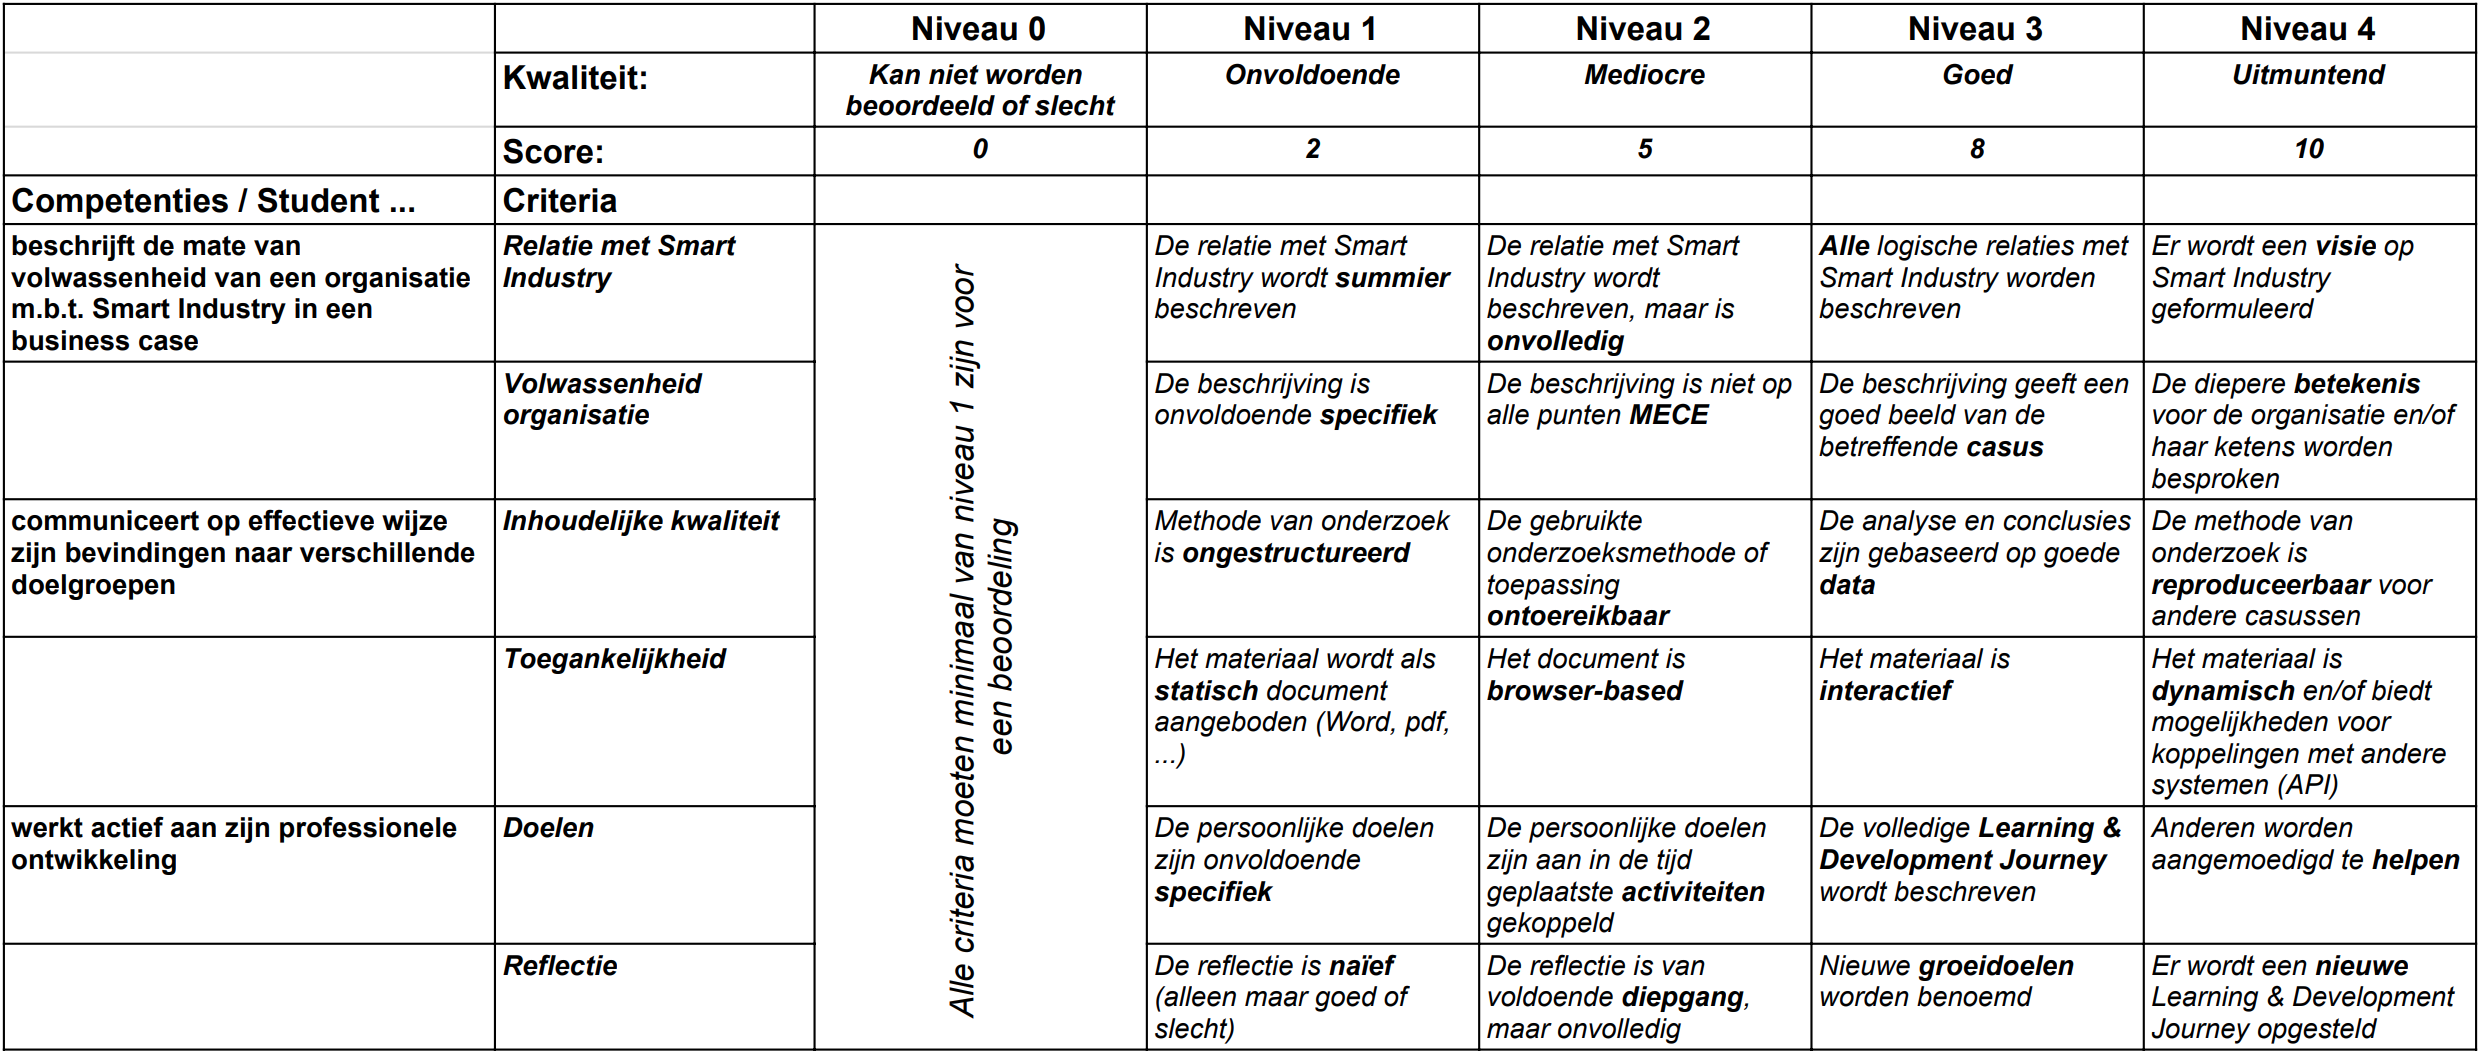 Niveau 0 Niveau 1 Niveau 2 Niveau 3 Niveau 4
Kwaliteit:
Kan niet worden
beoordeeld of slecht
Onvoldoende
Mediocre
Goed
Uitmuntend
Score: 0 2 5 8 10
Competenties / Student ... Criteria
beschrijft de mate van
volwassenheid van een organisatie
m.b.t. Smart Industry in een
business case
Relatie met Smart
Industry
Alle criteria moeten minimaal van niveau 1 zijn voor
een beoordeling
De relatie met Smart
Industry wordt summier
beschreven
De relatie met Smart
Industry wordt
beschreven, maar is
onvolledig
Alle logische relaties met
Smart Industry worden
beschreven
Er wordt een visie op
Smart Industry
geformuleerd
Volwassenheid
organisatie
De beschrijving is
onvoldoende specifiek
De beschrijving is niet op
alle punten MECE
De beschrijving geeft een
goed beeld van de
betreffende casus
De diepere betekenis
voor de organisatie en/of
haar ketens worden
besproken
communiceert op effectieve wijze
zijn bevindingen naar verschillende
doelgroepen
Inhoudelijke kwaliteit
Methode van onderzoek
is ongestructureerd
De gebruikte
onderzoeksmethode of
toepassing
ontoereikbaar
De analyse en conclusies
zijn gebaseerd op goede
data
De methode van
onderzoek is
reproduceerbaar voor
andere casussen
Toegankelijkheid
Het materiaal wordt als
statisch document
aangeboden (Word, pdf,
...)
Het document is
browser-based
Het materiaal is
interactief
Het materiaal is
dynamisch en/of biedt
mogelijkheden voor
koppelingen met andere
systemen (API)
werkt actief aan zijn professionele
ontwikkeling
Doelen
De persoonlijke doelen
zijn onvoldoende
specifiek
De persoonlijke doelen
zijn aan in de tijd
geplaatste activiteiten
gekoppeld
De volledige Learning &
Development Journey
wordt beschreven
Anderen worden
aangemoedigd te helpen
Reflectie
De reflectie is naïef
(alleen maar goed of
slecht)
De reflectie is van
voldoende diepgang,
maar onvolledig
Nieuwe groeidoelen
worden benoemd
Er wordt een nieuwe
Learning & Development
Journey opgesteld